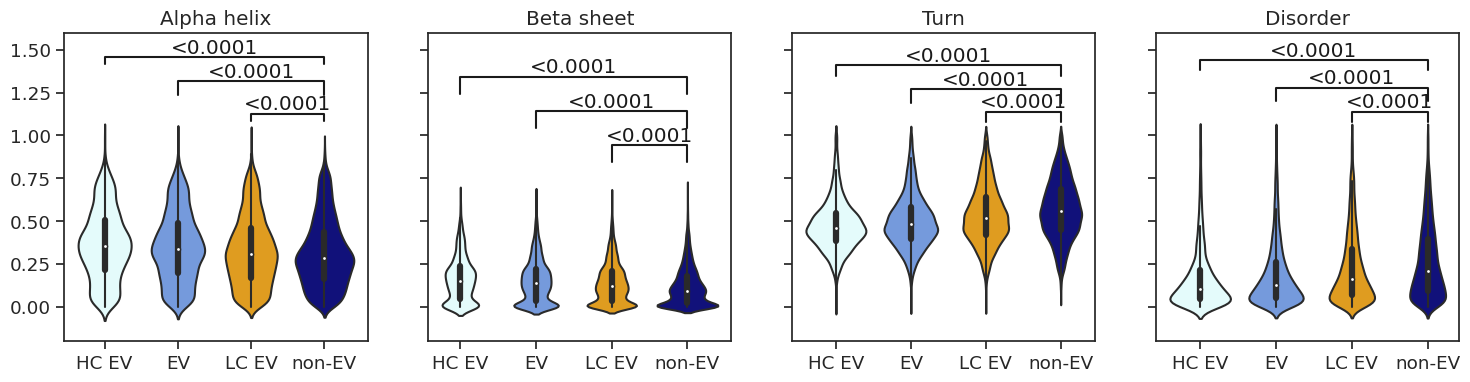 Alpha helix
Beta sheet
Turn
Disorder
1.50
1.25
1.00
0.75
0.50
0.25
0.00
<0.0001
<0.0001
<0.0001
<0.0001
<0.0001
<0.0001
<0.0001
<0.0001
<0.0001
<0.0001
<0.0001
<0.0001
HC EV EV LC EV non-EV
HC EV EV LC EV non-EV
HC EV EV LC EV non-EV
HC EV EV LC EV non-EV